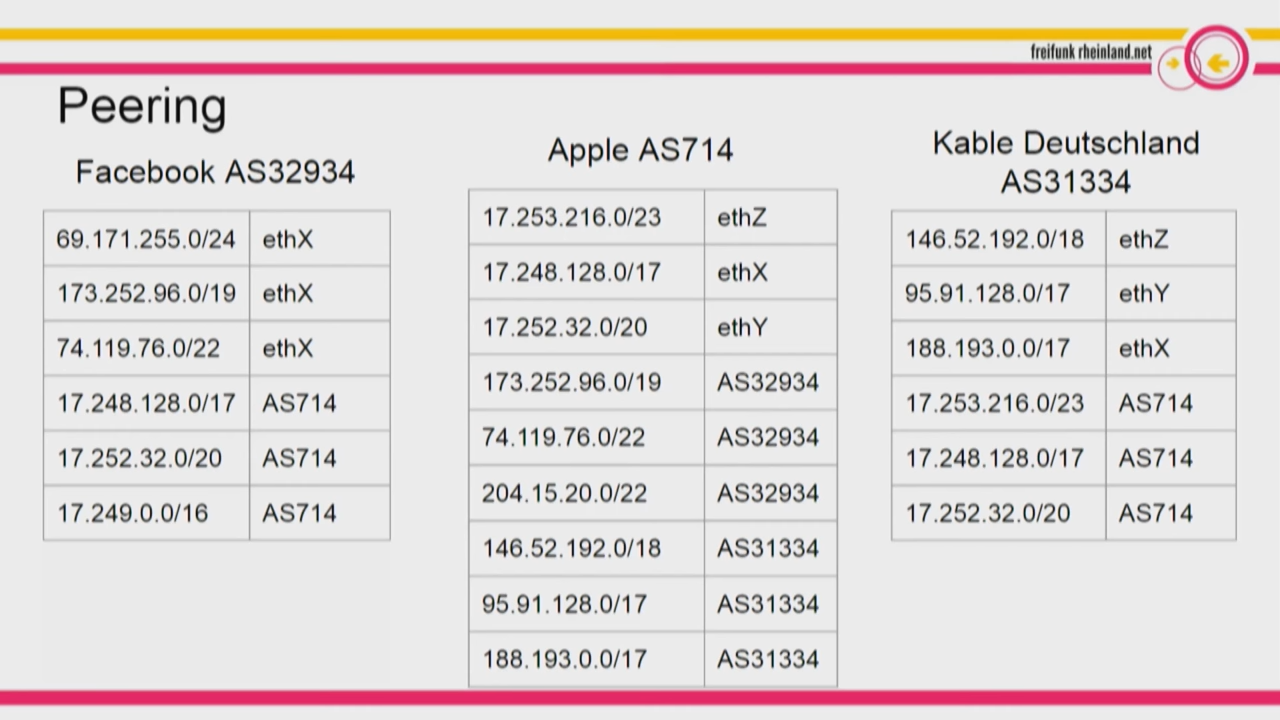 freifunk rheinland.net
Peering
Facebook AS32934
69.171.255.0/24 ethX
173.252.96.0/19 ethX
74.119.76.0/22 ethX
17.248.128.0/17 AS714
17.252.32.0/20 AS714
17.249.0.0/16 AS714
Apple AS714
17.253.216.0/23 ethZ
17.248.128.0/17 ethX
17.252.32.0/20 ethY
173.252.96.0/19 AS32934
74.119.76.0/22 AS32934
204.15.20.0/22 AS32934
146.52.192.0/18 AS31334
95.91.128.0/17 AS31334
188.193.0.0/17 AS31334
Kable Deutschland
AS31334
146.52.192.0/18 ethZ
95.91.128.0/17 ethY
188.193.0.0/17 ethX
17.253.216.0/23 AS714
17.248.128.0/17 AS714
17.252.32.0/20 AS714